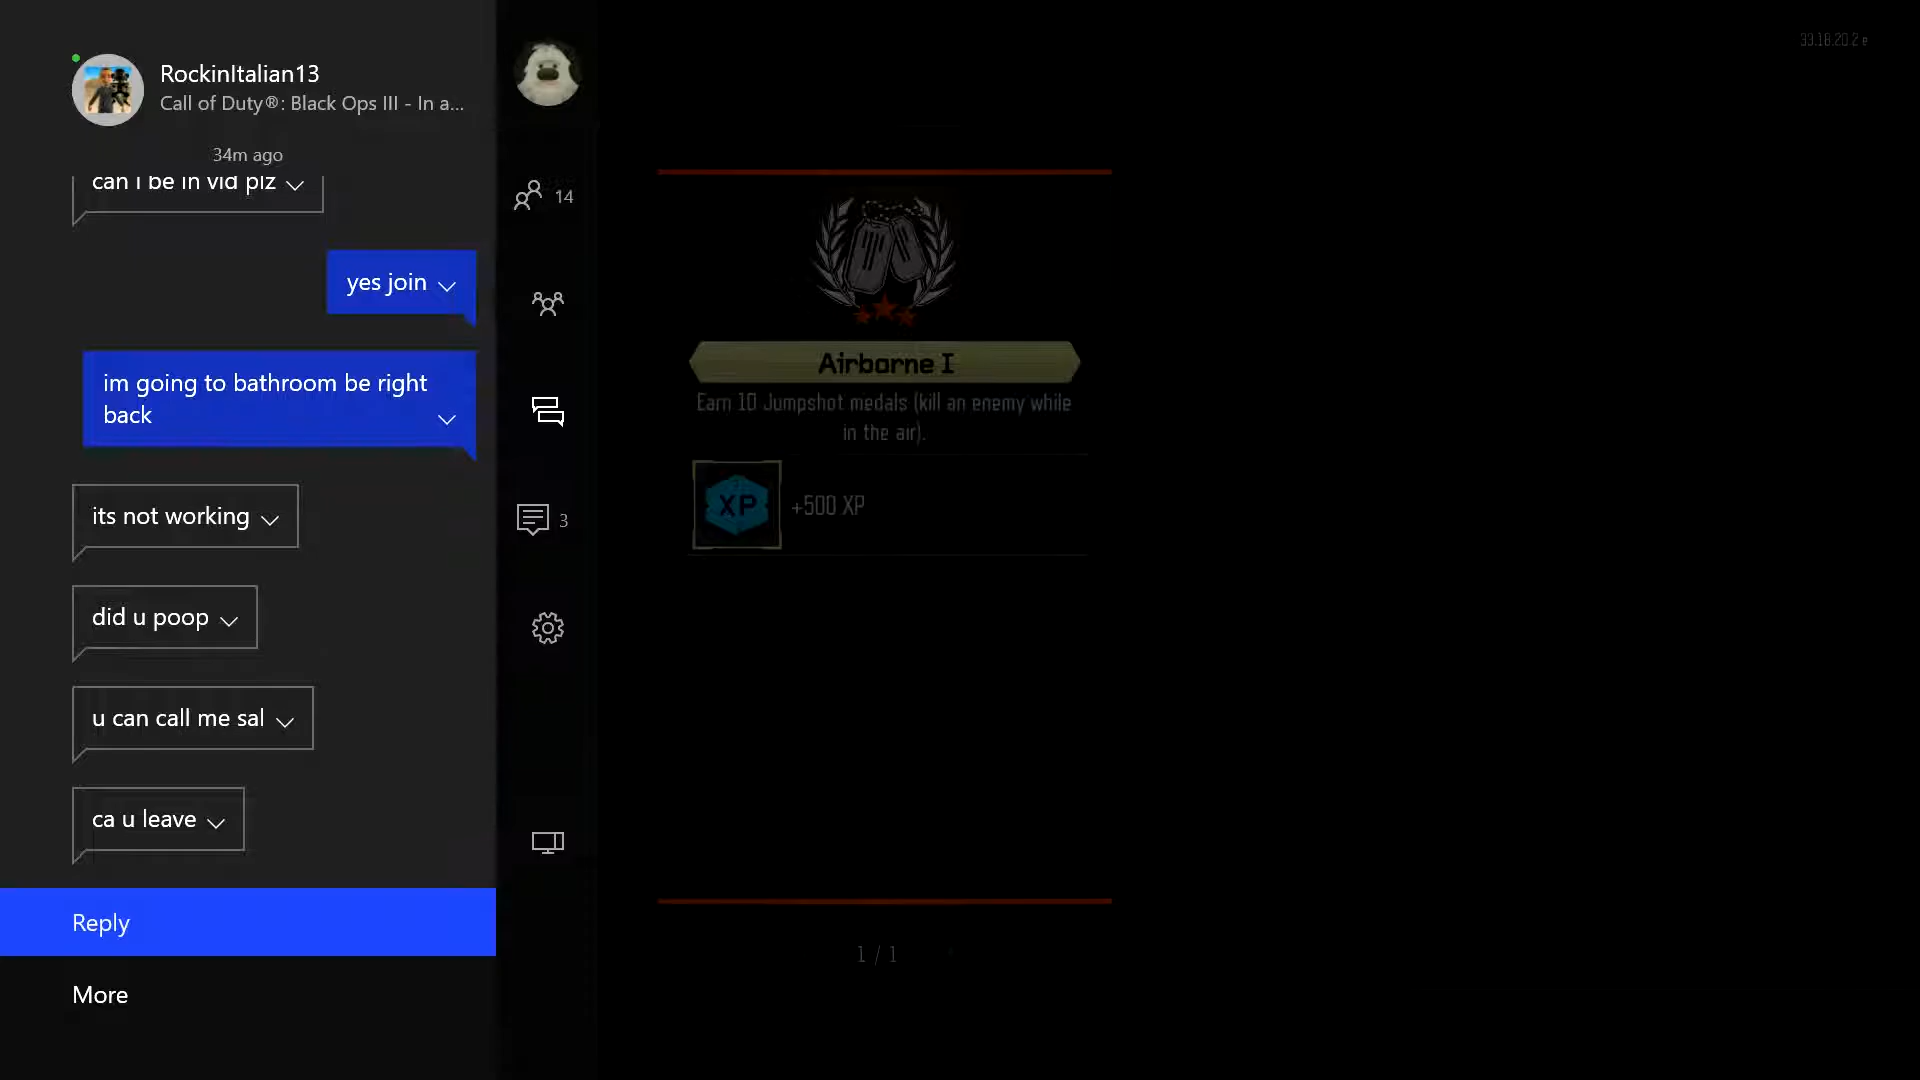 RockinItalian13
Call of Duty®: Black Ops III - In a...
34m ago
can i be in vid plz
yes join
im going to bathroom be right
back
its not working
did u poop
u can call me sal
ca u leave
Reply
More
14
3
Airborne I
Earn 10 Jumpshot medals (kill an enemy while
in the air).
XP
+500 XP
1 / 1